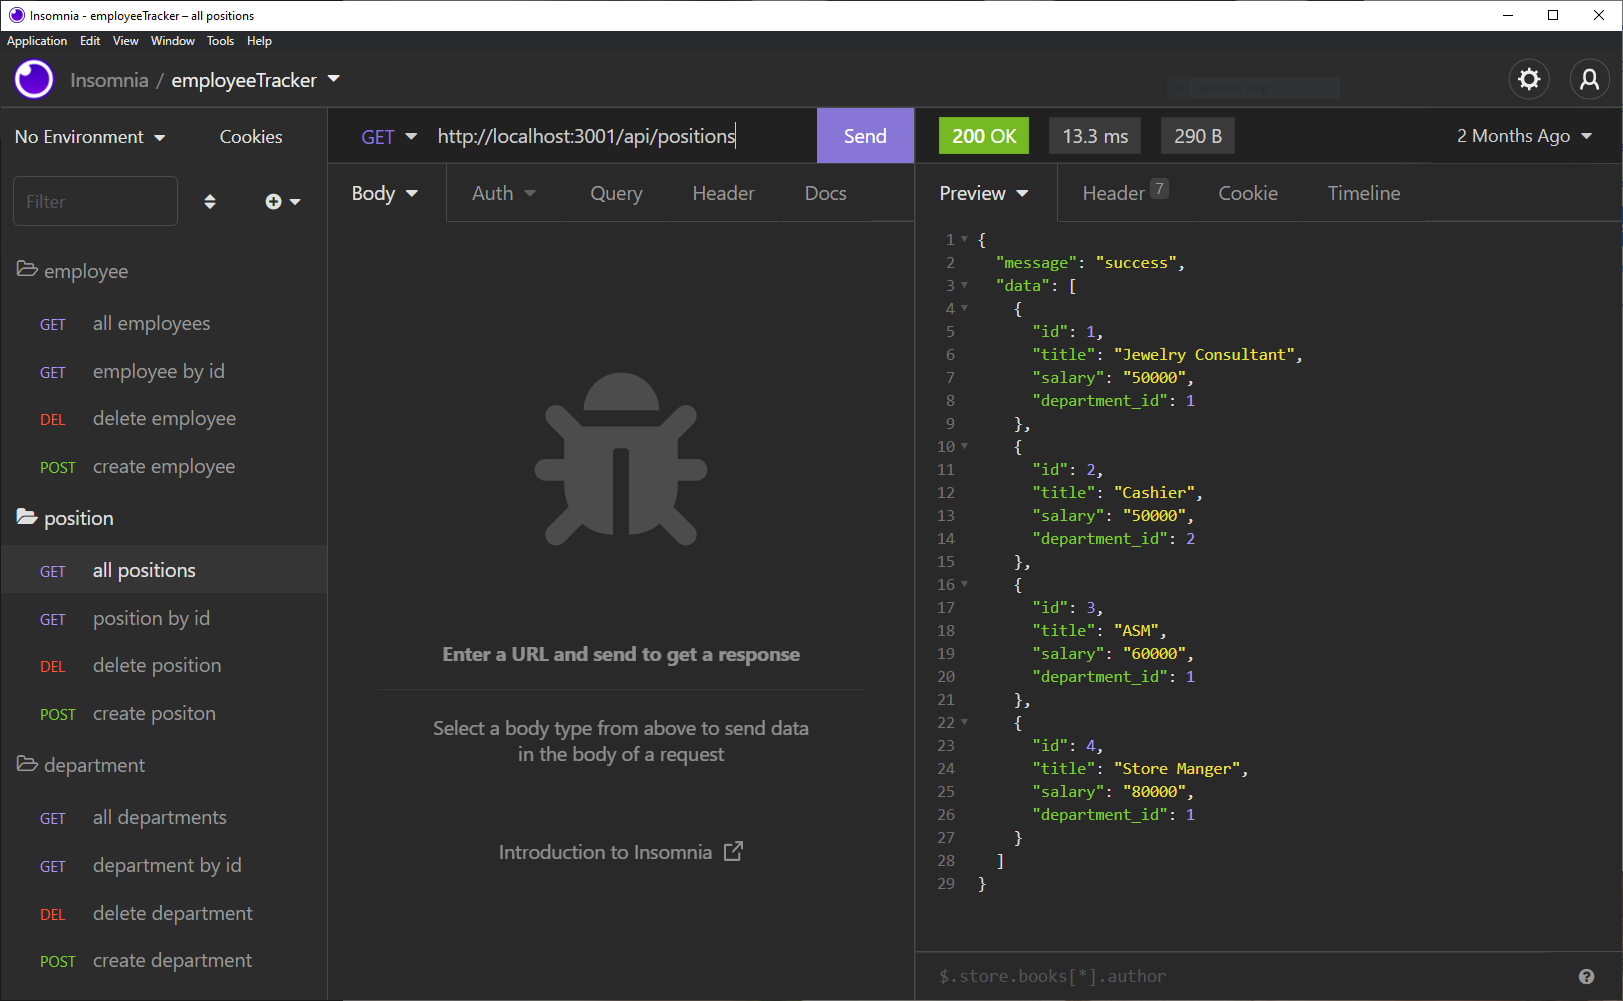 Insomnia - employeeTracker – all positions
Application Edit View Window Tools Help
Insomnia / employeeTracker
No Environment Cookies
Filter
employee
GET all employees
GET employee by id
DEL delete employee
POST create employee
position
GET all positions
GET position by id
DEL delete position
POST create positon
department
GET all departments
GET department by id
DEL delete department
POST create department
GET http://localhost:3001/api/positions Send
Body Auth Query Header Docs
Enter a URL and send to get a response
Select a body type from above to send data
in the body of a request
Introduction to Insomnia
200 OK 13.3 ms 290 B 2 Months Ago
Preview Header 7 Cookie Timeline
1 {
2 "message": "success",
3 "data": [
4 {
5 "id": 1,
6 "title": "Jewelry Consultant",
7 "salary": "50000",
8 "department_id": 1
9 },
10 {
11 "id": 2,
12 "title": "Cashier",
13 "salary": "50000",
14 "department_id": 2
15 },
16 {
17 "id": 3,
18 "title": "ASM",
19 "salary": "60000",
20 "department_id": 1
21 },
22 {
23 "id": 4,
24 "title": "Store Manger",
25 "salary": "80000",
26 "department_id": 1
27 }
28 ]
29 }
$.store.books[*].author